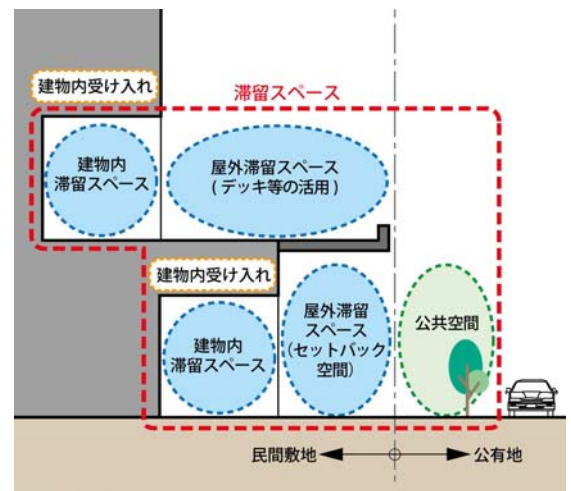 建物内受け入れ
滞留スペース
建物内
滞留スペース
屋外滞留スペース
(デッキ等の活用)
建物内受け入れ
建物内
滞留スペース
屋外滞留
スペース
(セットバック
空間)
公共空間
民間敷地
公有地